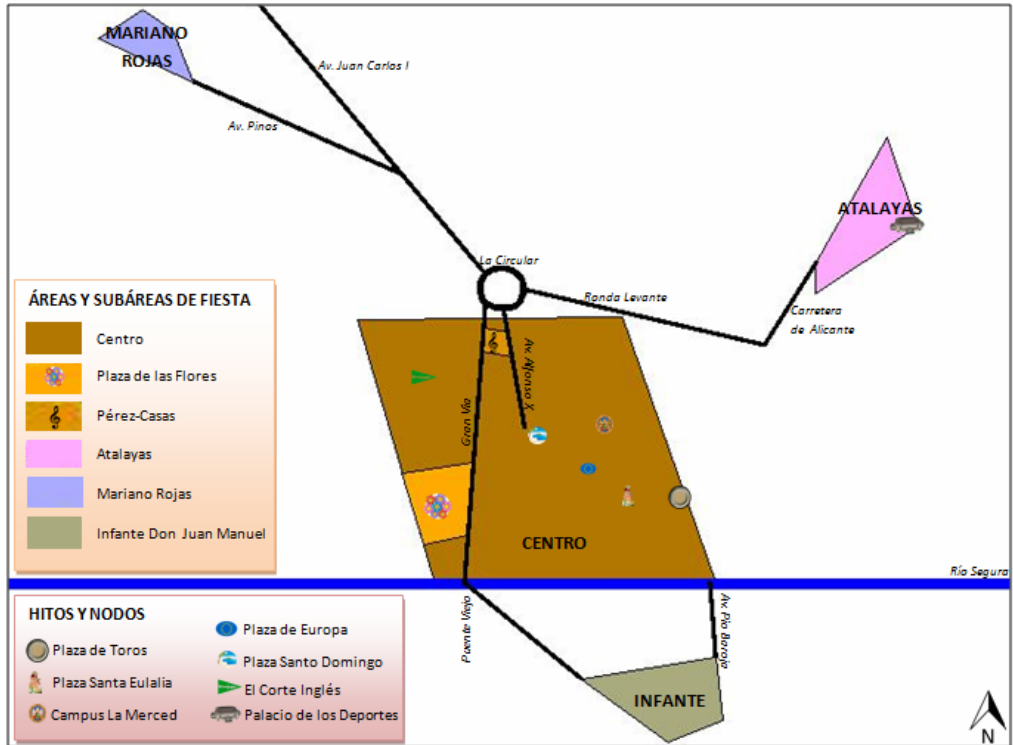 MARIANO
ROJAS
Av. Juan Carlos I
Av. Pinos
ATALAYAS
La Circular
Ronda Levante
Carretera
de Alicante
Av. Alfonso X
Gran Vía
CENTRO
Río Segura
Puente Viejo
Av. Pío Baroja
INFANTE
N
ÁREAS Y SUBÁREAS DE FIESTA
Centro
Plaza de las Flores
Pérez-Casas
Atalayas
Mariano Rojas
Infante Don Juan Manuel
HITOS Y NODOS
Plaza de Toros
Plaza Santa Eulalia
Campus La Merced
Plaza de Europa
Plaza Santo Domingo
El Corte Inglés
Palacio de los Deportes